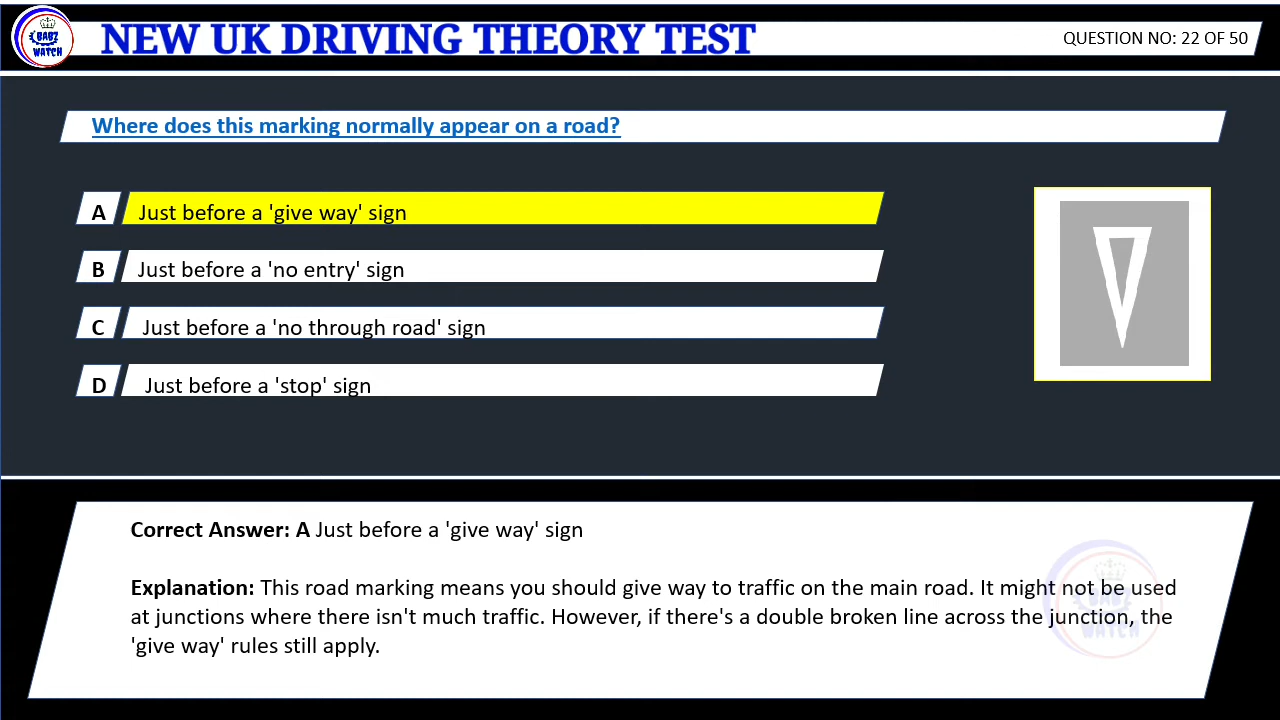 BABZ
WATCH
NEW UK DRIVING THEORY TEST
QUESTION NO: 22 OF 50
Where does this marking normally appear on a road?
A Just before a 'give way' sign
B Just before a 'no entry' sign
C Just before a 'no through road' sign
D Just before a 'stop' sign
Correct Answer: A Just before a 'give way' sign
Explanation: This road marking means you should give way to traffic on the main road. It might not be used
at junctions where there isn't much traffic. However, if there's a double broken line across the junction, the
'give way' rules still apply.
BABZ
WATCH